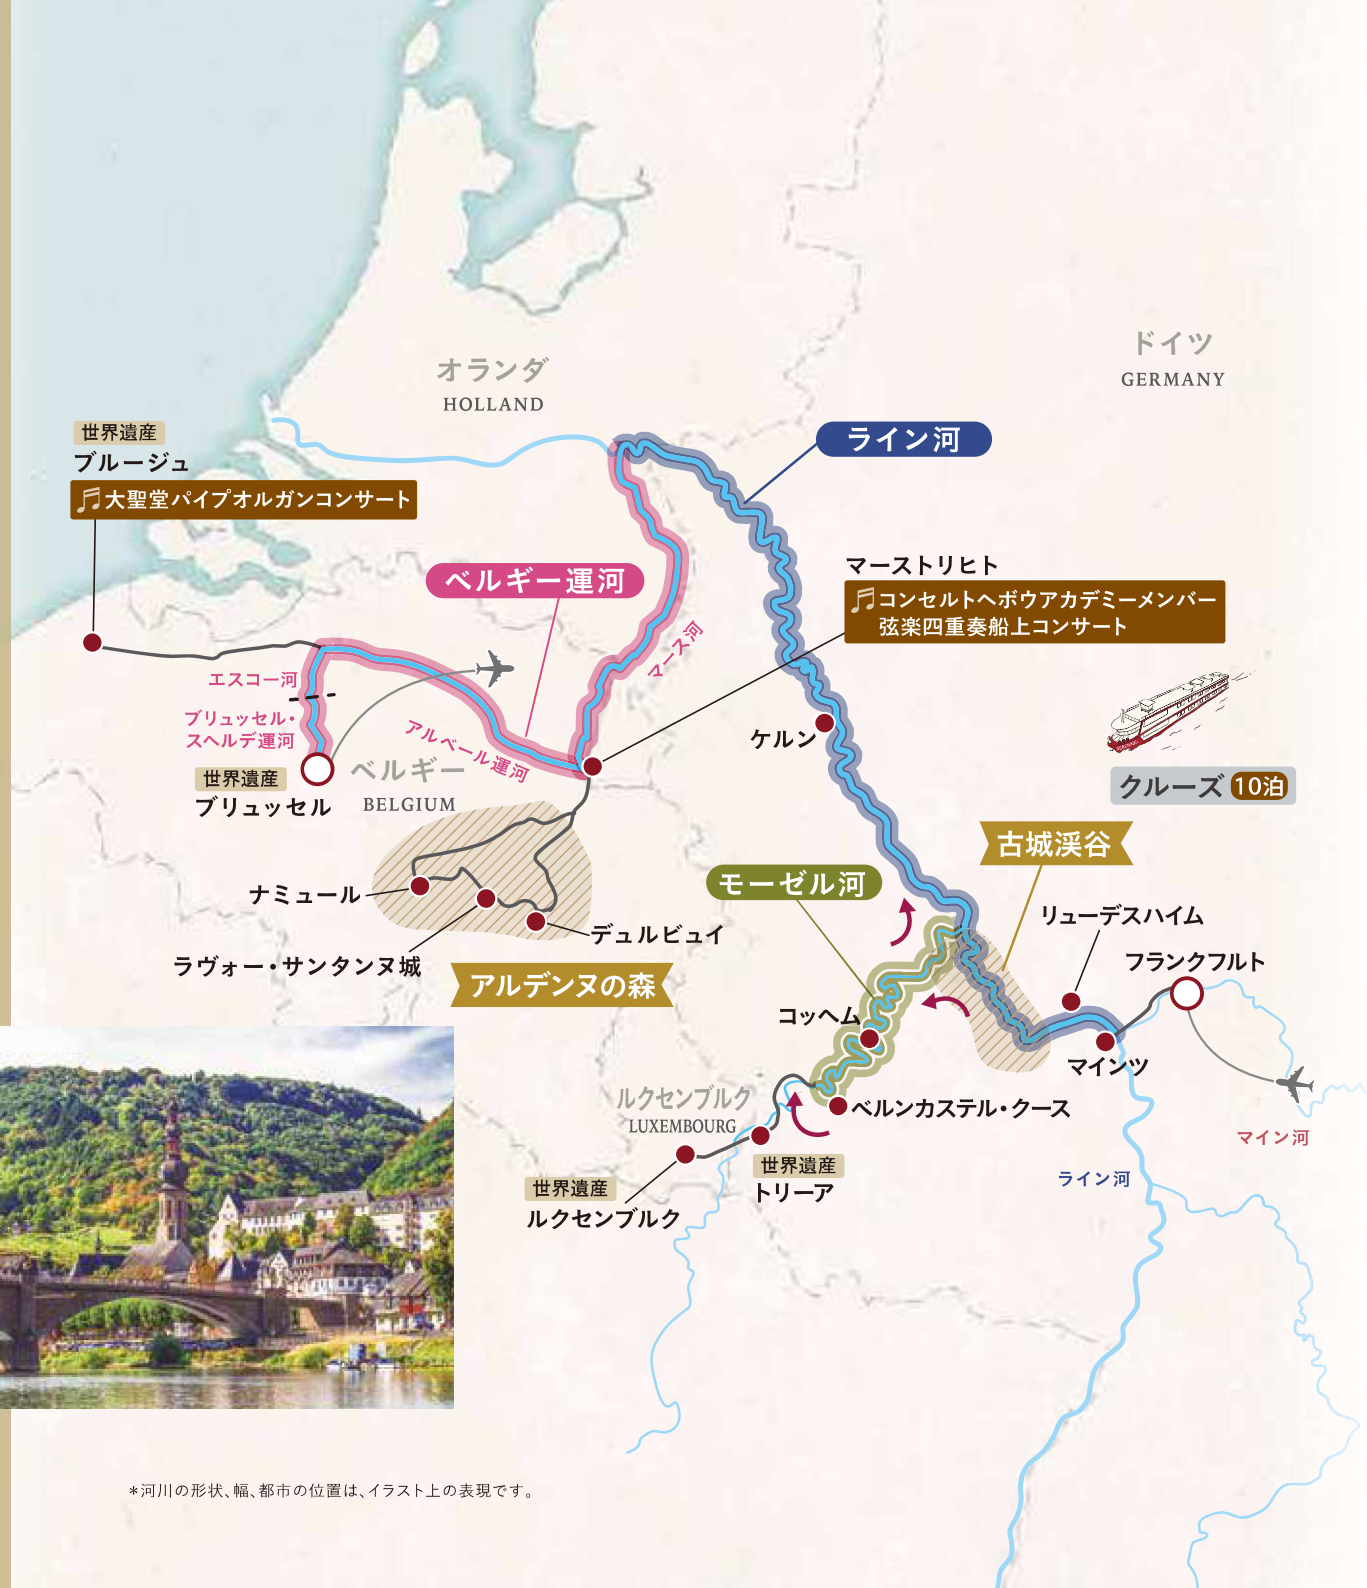 オランダ
HOLLAND
ドイツ
GERMANY
世界遺産
ブルージュ
大聖堂パイプオルガンコンサート
ライン河
ベルギー運河
マーストリヒト
コンセルトヘボウアカデミーメンバー
弦楽四重奏船上コンサート
マース河
エスコー河
ブリュッセル・
スヘルデ運河
アルベール運河
世界遺産
ブリュッセル
ベルギー
BELGIUM
ケルン
クルーズ 10泊
古城渓谷
モーゼル河
ナミュール
デュルビュイ
ラヴォー・サンタンヌ城
アルデンヌの森
リューデスハイム
フランクフルト
コッヘム
マインツ
ルクセンブルク
LUXEMBOURG
ベルンカステル・クース
マイン河
世界遺産
トリーア
ライン河
世界遺産
ルクセンブルク
＊河川の形状、幅、都市の位置は、イラスト上の表現です。